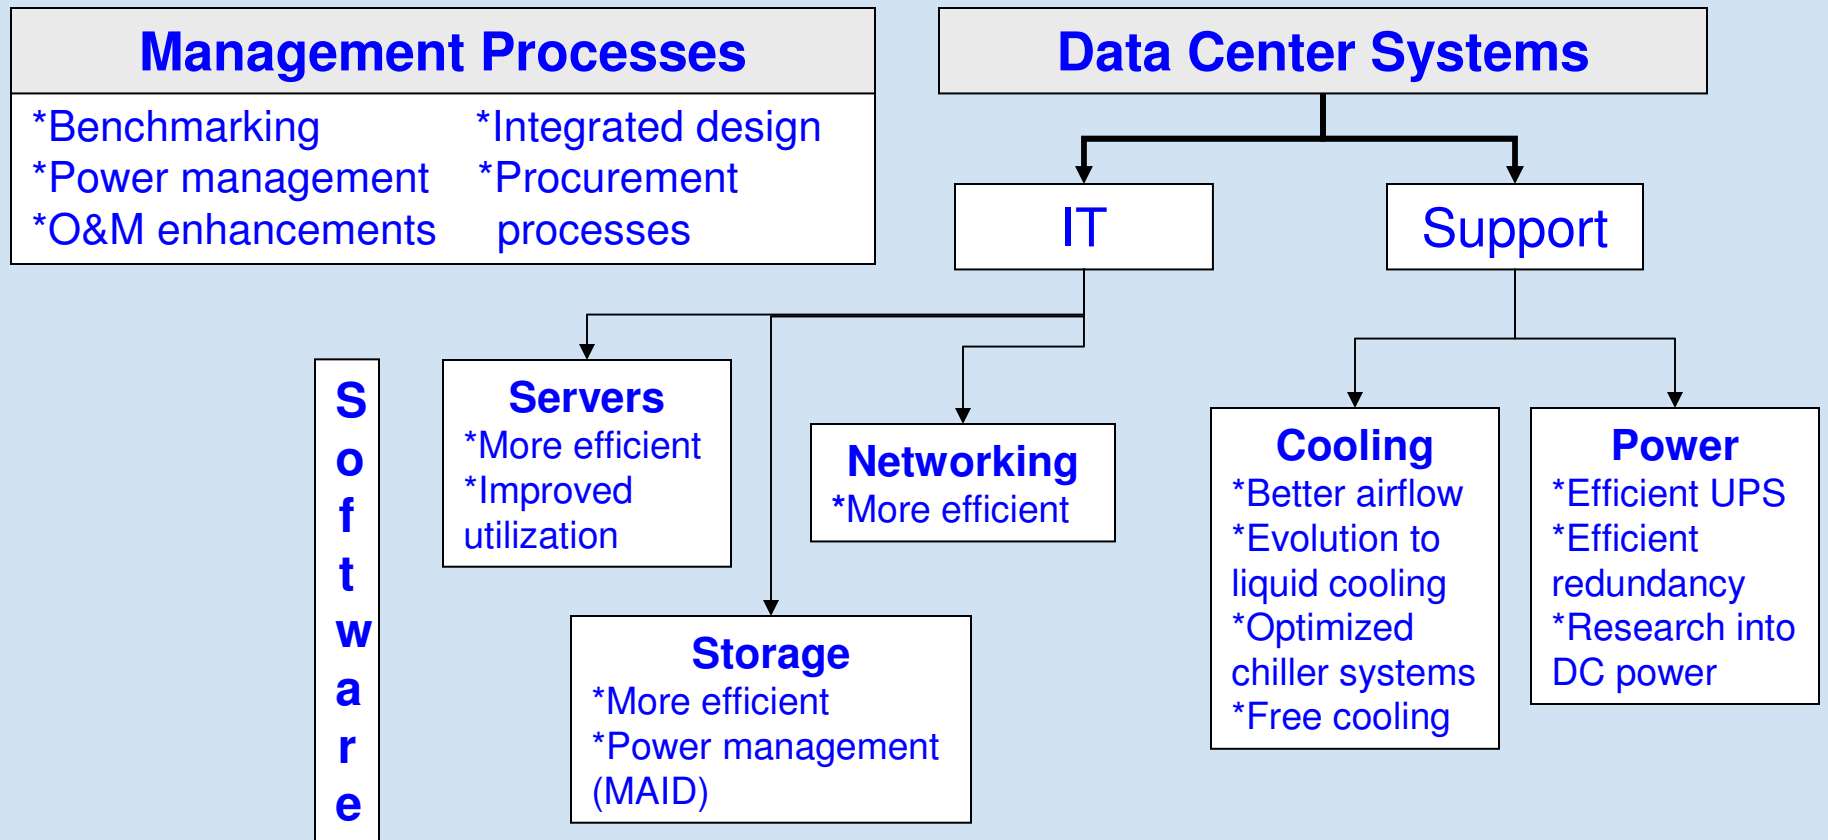 Management Processes
*Benchmarking
*Power management
*O&M enhancements
*Integrated design
*Procurement
processes
Data Center Systems
IT
Support
S
o
f
t
w
a
r
e
Servers
*More efficient
*Improved
utilization
Storage
*More efficient
*Power management
(MAID)
Networking
*More efficient
Cooling
*Better airflow
*Evolution to
liquid cooling
*Optimized
chiller systems
*Free cooling
Power
*Efficient UPS
*Efficient
redundancy
*Research into
DC power